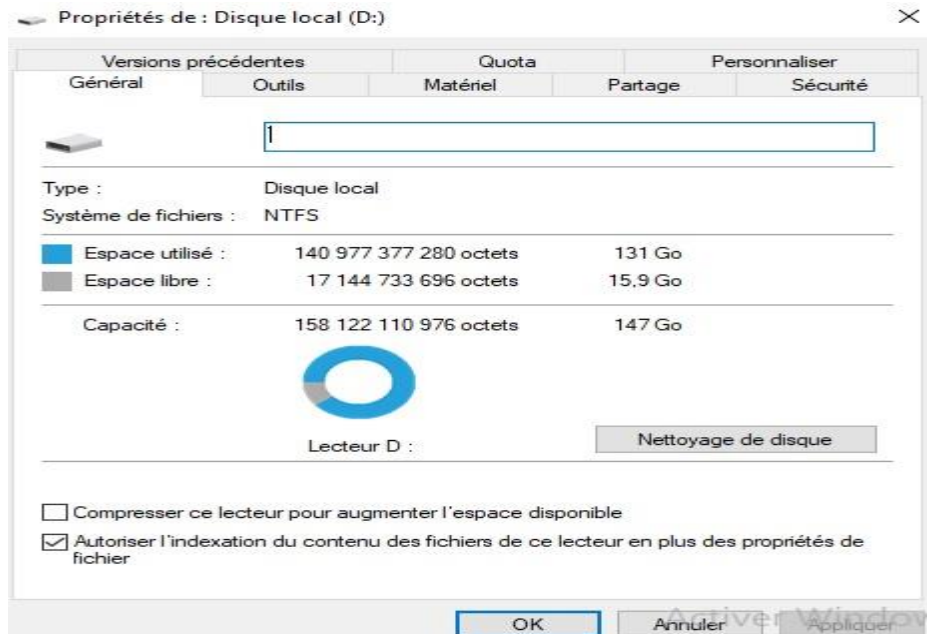 Propriétés de : Disque local (D:)
Versions précédentes Quota Personnaliser
Général Outils Matériel Partage Sécurité
1
Type : Disque local
Système de fichiers : NTFS
Espace utilisé : 140 977 377 280 octets 131 Go
Espace libre : 17 144 733 696 octets 15,9 Go
Capacité : 158 122 110 976 octets 147 Go
Lecteur D :
Nettoyage de disque
Compresser ce lecteur pour augmenter l'espace disponible
Autoriser l'indexation du contenu des fichiers de ce lecteur en plus des propriétés de
fichier
OK Annuler Appliquer
Activer Window